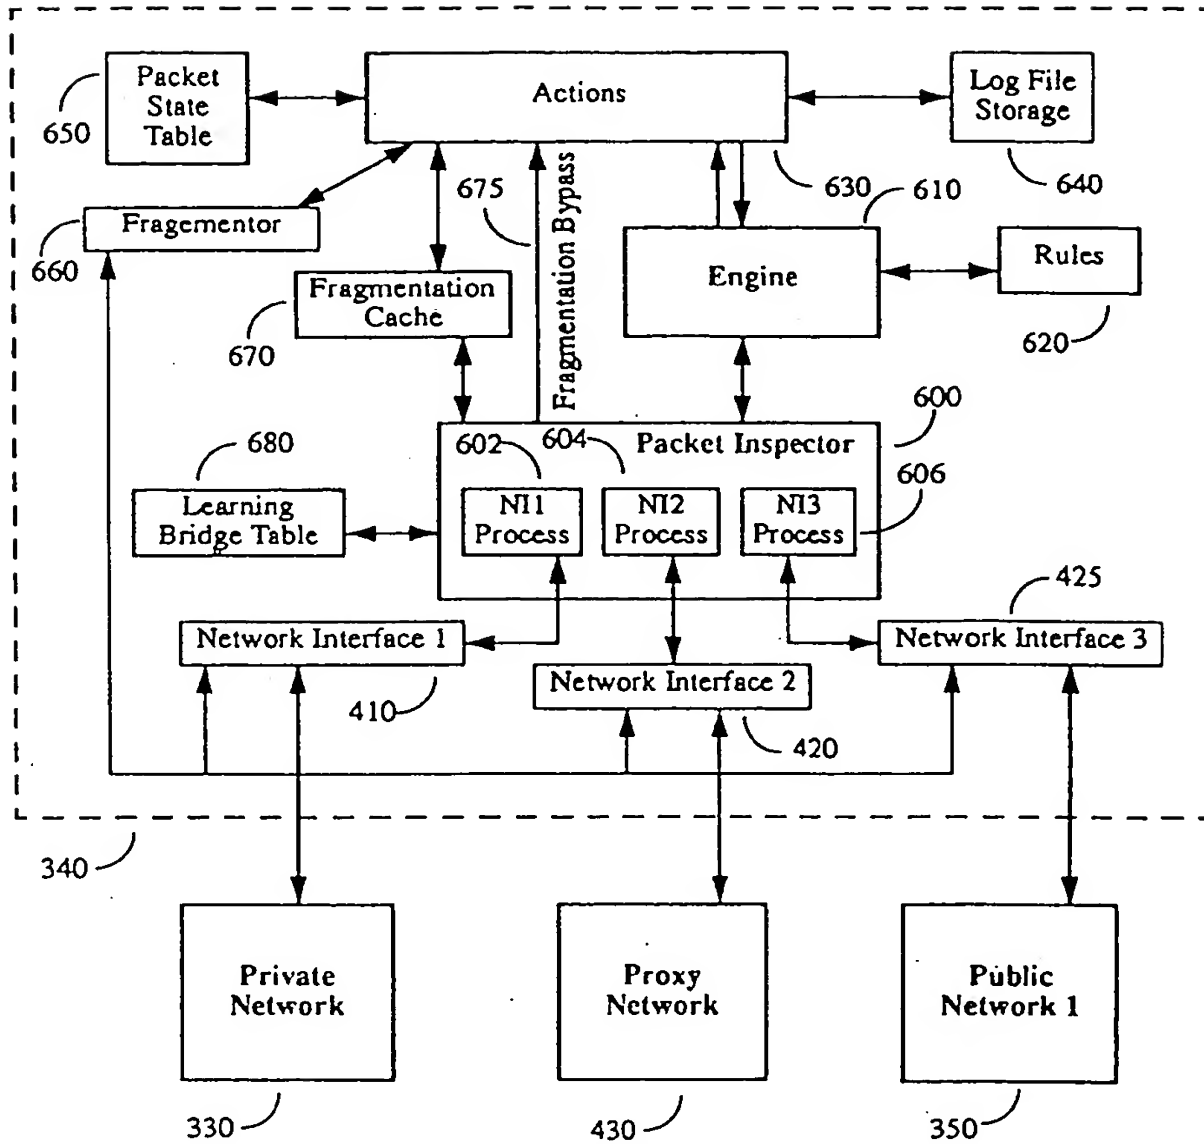 Packet
State
Table
650
Actions
Log File
Storage
640
630
610
675
Fragmentation Bypass
Fragementor
660
Engine
Rules
620
Fragmentation
Cache
670
600
602
604
Packet Inspector
606
680
Learning
Bridge Table
NI1
Process
NI2
Process
NI3
Process
425
Network Interface 1
410
Network Interface 2
420
Network Interface 3
340
Private
Network
330
Proxy
Network
430
Public
Network 1
350